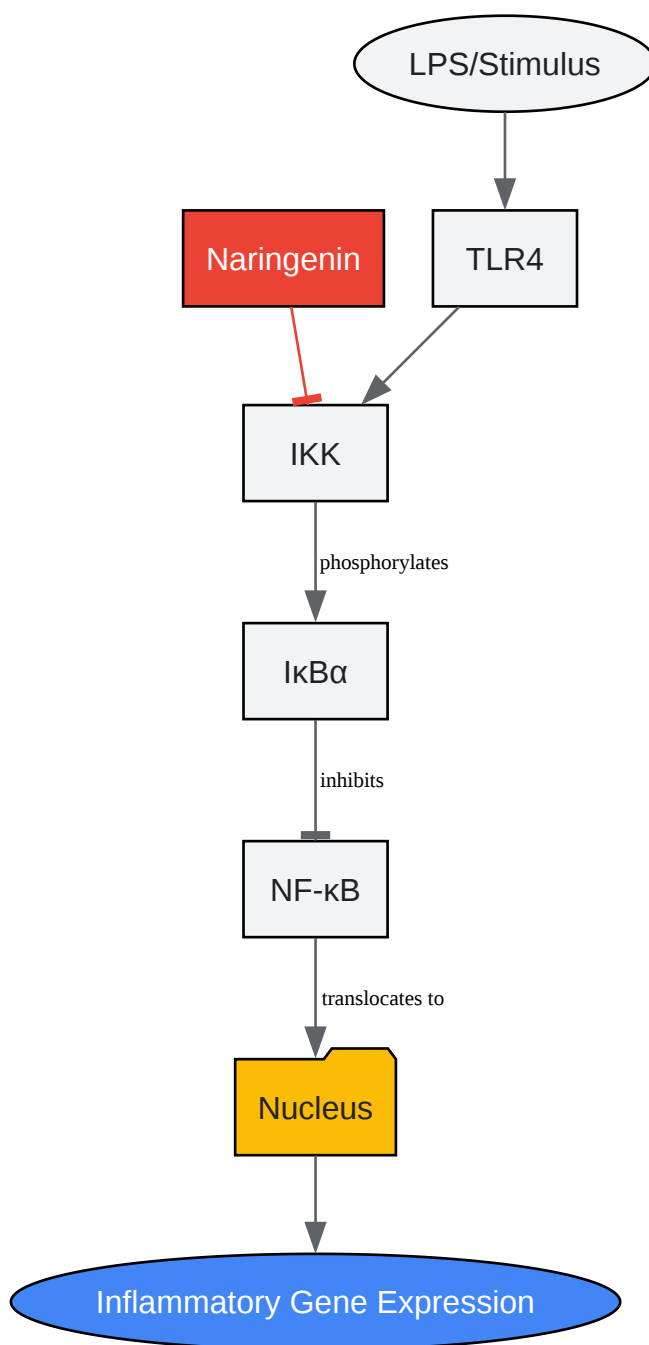 LPS/Stimulus
Naringenin
TLR4
IKK
phosphorylates
IκBα
inhibits
NF-κB
translocates to
Nucleus
Inflammatory Gene Expression